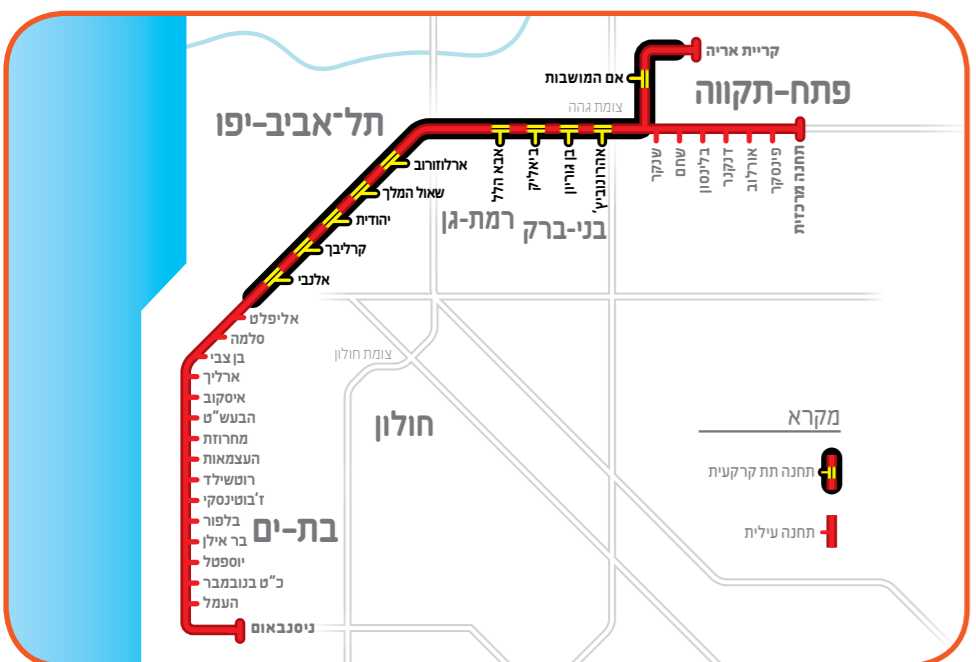 קריית אריה
אם המושבות
פתח-תקווה
צומת גהה
תל־אביב-יפו
ארלוזורוב
שאול המלך
יהודית
קרליבך
אלנבי
אבא הלל
ביאליק
בן גוריון
אהרונוביץ'
שנקר
שחם
בלינסון
דנקנר
אורלוב
פינסקר
תחנה מרכזית
רמת-גן
בני-ברק
אליפלט
סלמה
בן צבי
ארליך
איסקוב
הבעש"ט
מחרוזת
העצמאות
רוטשילד
ז'בוטינסקי
בלפור
בר אילן
יוספטל
כ"ט בנובמבר
העמל
ניסנבאום
צומת חולון
חולון
בת-ים
מקרא
תחנה תת קרקעית
תחנה עילית